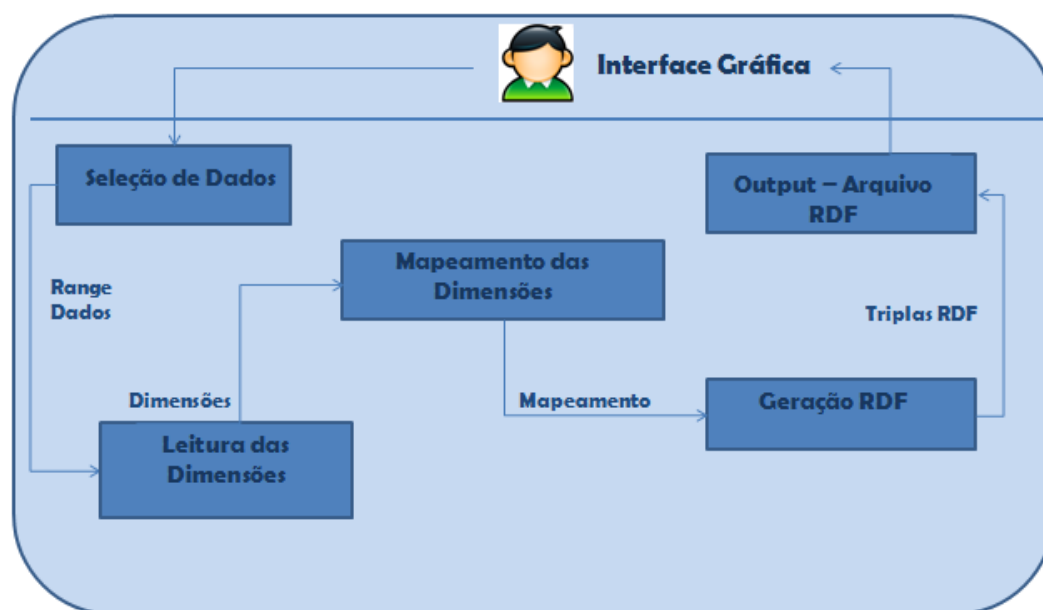 Interface Gráfica
Seleção de Dados
Output – Arquivo
RDF
Mapeamento das
Dimensões
Range
Dados
Triplas RDF
Dimensões
Mapeamento
Geração RDF
Leitura das
Dimensões